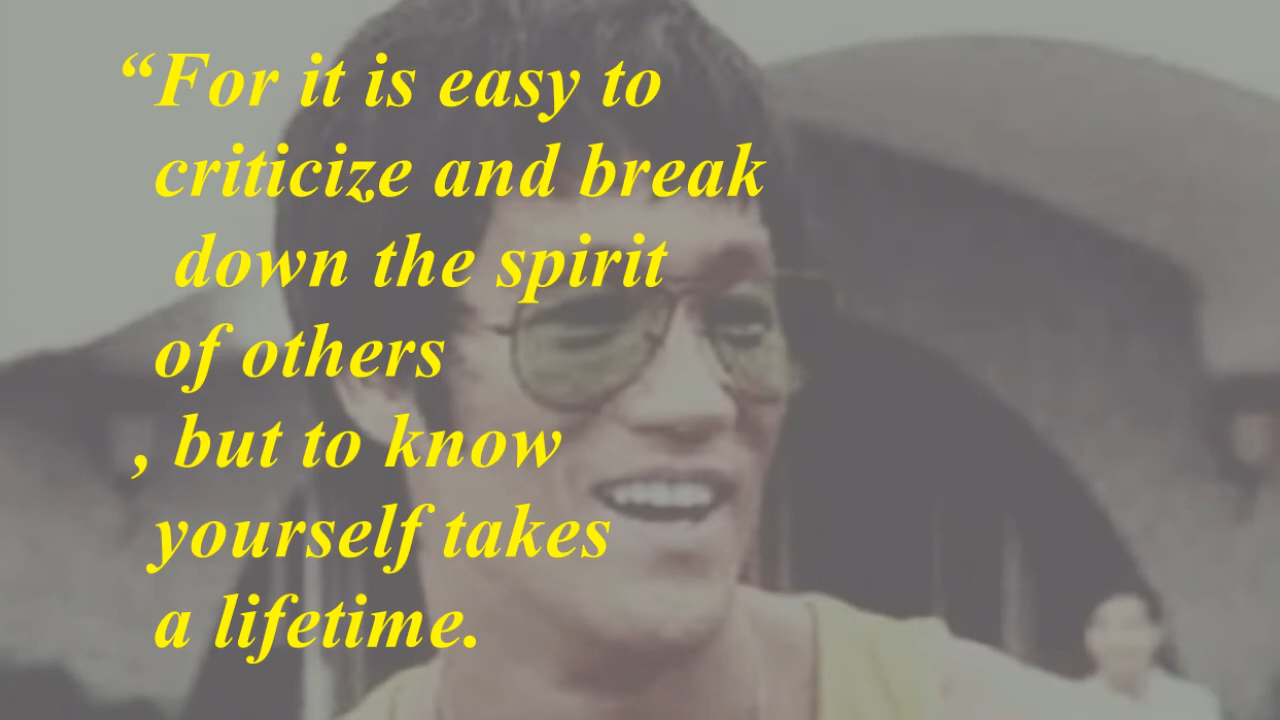 “For it is easy to
criticize and break
down the spirit
of others
, but to know
yourself takes
a lifetime.